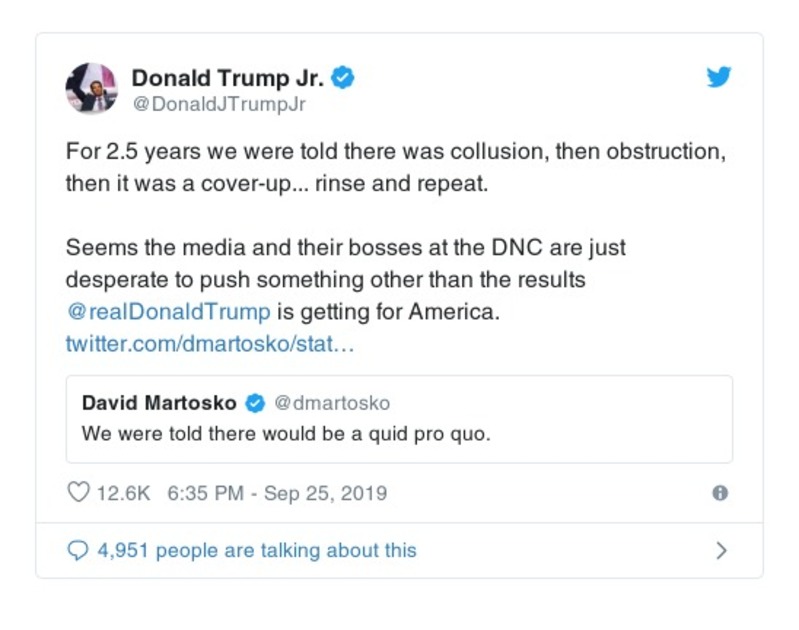 Donald Trump Jr.
@DonaldJTrumpJr
For 2.5 years we were told there was collusion, then obstruction,
then it was a cover-up... rinse and repeat.
Seems the media and their bosses at the DNC are just
desperate to push something other than the results
@realDonaldTrump is getting for America.
twitter.com/dmartosko/stat…
David Martosko @dmartosko
We were told there would be a quid pro quo.
12.6K 6:35 PM - Sep 25, 2019
4,951 people are talking about this